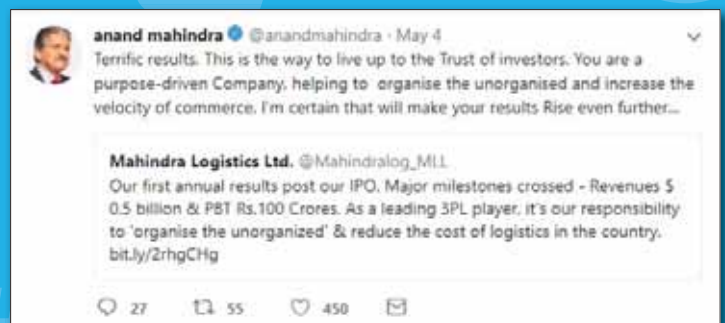 anand mahindra @anandmahindra · May 4
Terrific results. This is the way to live up to the Trust of investors. You are a
purpose-driven Company, helping to organise the unorganised and increase the
velocity of commerce. I'm certain that will make your results Rise even further...
Mahindra Logistics Ltd. @Mahindralog_MLL
Our first annual results post our IPO. Major milestones crossed - Revenues $
0.5 billion & PBT Rs.100 Crores. As a leading 3PL player, it's our responsibility
to 'organise the unorganized' & reduce the cost of logistics in the country.
bit.ly/2rhgCHg
27 55 450